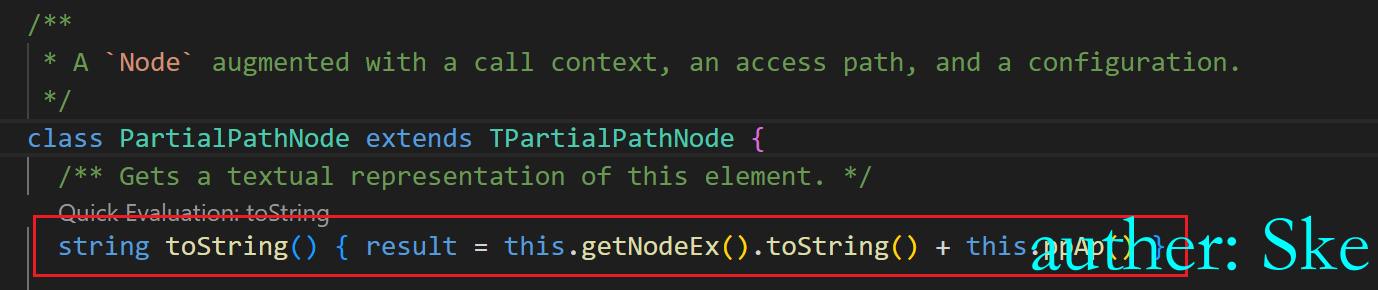 /**
* A `Node` augmented with a call context, an access path, and a configuration.
*/
class PartialPathNode extends TPartialPathNode {
/** Gets a textual representation of this element. */
Quick Evaluation: toString
string toString() { result = this.getNodeEx().toString() + this.ppAp() }
auther: Ske